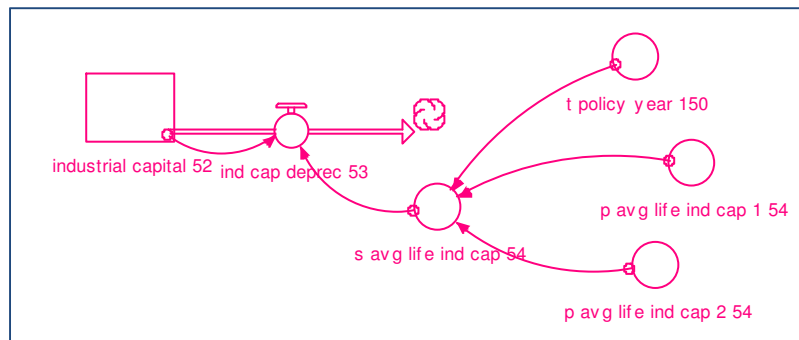 t policy year 150
industrial capital 52
ind cap deprec 53
p avg life ind cap 1 54
s avg life ind cap 54
p avg life ind cap 2 54